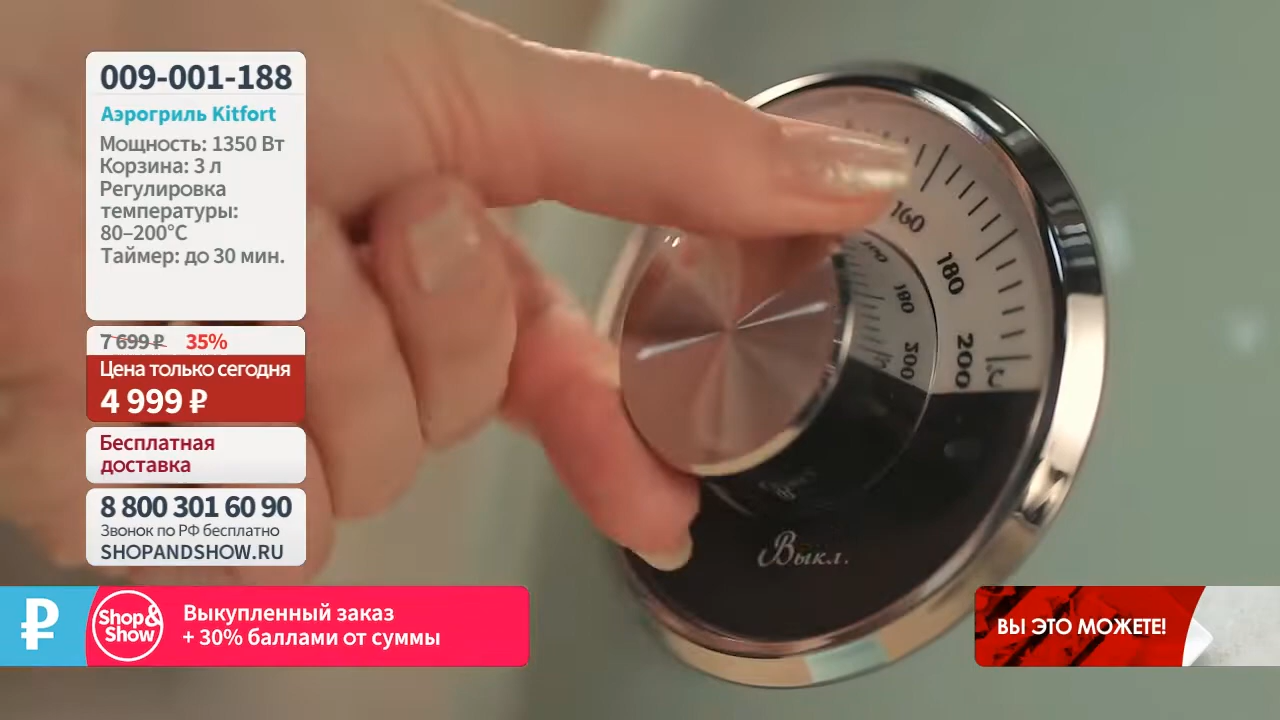 009-001-188
Аэрогриль Kitfort
Мощность: 1350 Вт
Корзина: 3 л
Регулировка
температуры:
80–200°C
Таймер: до 30 мин.
7 699 ₽ 35%
Цена только сегодня
4 999 ₽
Бесплатная
доставка
8 800 301 60 90
Звонок по РФ бесплатно
SHOPANDSHOW.RU
₽
Shop&
Show
Выкупленный заказ
+ 30% баллами от суммы
ВЫ ЭТО МОЖЕТЕ!
160
180
200
°C
180
200
Выкл.